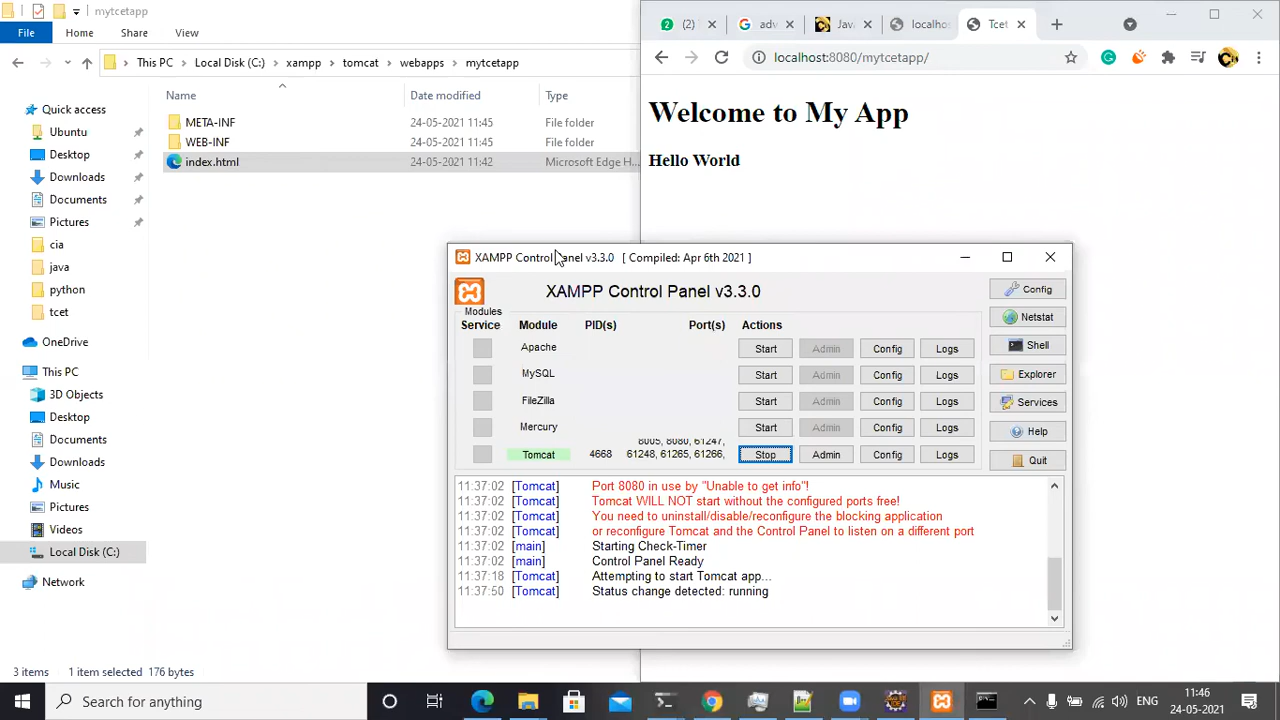 mytcetapp
File Home Share View
This PC Local Disk (C:) xampp tomcat webapps mytcetapp
Name Date modified Type
META-INF 24-05-2021 11:45 File folder
WEB-INF 24-05-2021 11:45 File folder
index.html 24-05-2021 11:42 Microsoft Edge H...
Quick access
Ubuntu
Desktop
Downloads
Documents
Pictures
cia
java
python
tcet
OneDrive
This PC
3D Objects
Desktop
Documents
Downloads
Music
Pictures
Videos
Local Disk (C:)
Network
3 items 1 item selected 176 bytes
2 (2) adv Java localho Tcet
localhost:8080/mytcetapp/
Welcome to My App
Hello World
XAMPP Control Panel v3.3.0 [ Compiled: Apr 6th 2021 ]
XAMPP Control Panel v3.3.0
Modules
Service Module PID(s) Port(s) Actions
Apache Start Admin Config Logs
MySQL Start Admin Config Logs
FileZilla Start Admin Config Logs
Mercury Start Admin Config Logs
8005, 8080, 61247,
Tomcat 4668 61248, 61265, 61266, Stop Admin Config Logs
Config
Netstat
Shell
Explorer
Services
Help
Quit
11:37:02 [Tomcat] Port 8080 in use by "Unable to get info"!
11:37:02 [Tomcat] Tomcat WILL NOT start without the configured ports free!
11:37:02 [Tomcat] You need to uninstall/disable/reconfigure the blocking application
11:37:02 [Tomcat] or reconfigure Tomcat and the Control Panel to listen on a different port
11:37:02 [main] Starting Check-Timer
11:37:02 [main] Control Panel Ready
11:37:18 [Tomcat] Attempting to start Tomcat app...
11:37:50 [Tomcat] Status change detected: running
Search for anything
ENG
11:46
24-05-2021